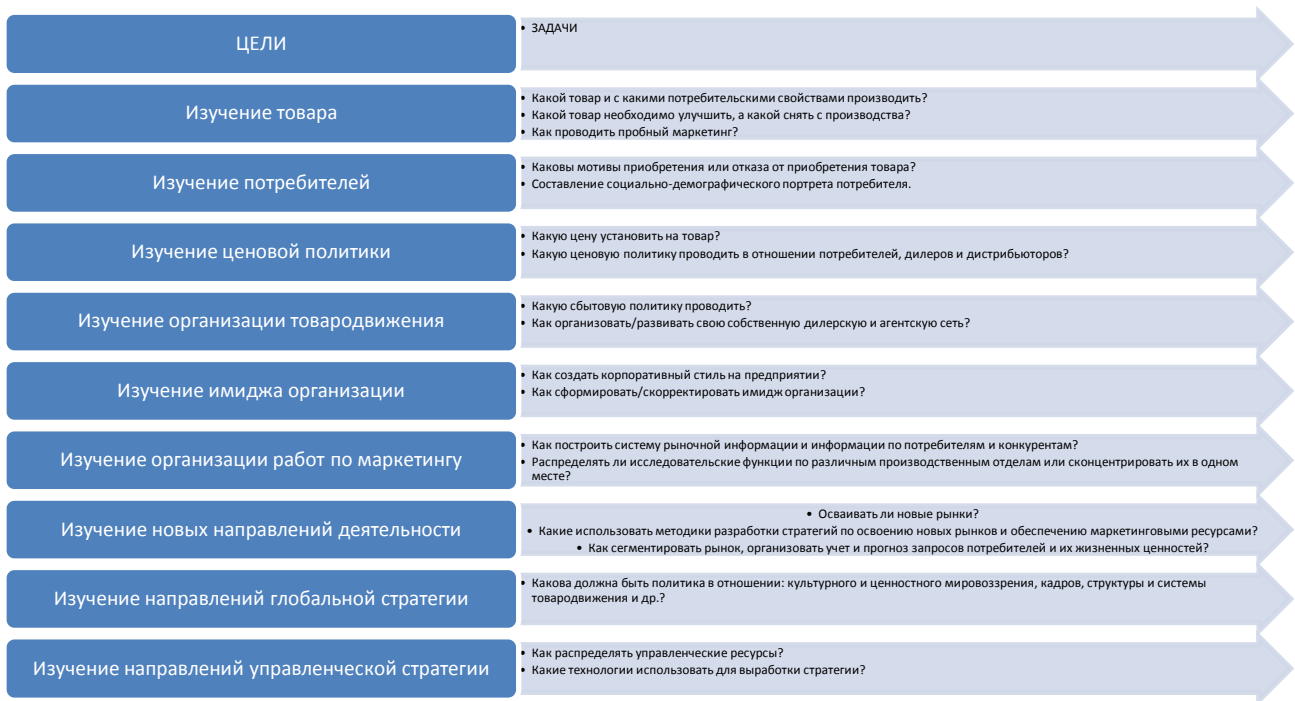 ЦЕЛИ
• ЗАДАЧИ
Изучение товара
• Какой товар и с какими потребительскими свойствами производить?
• Какой товар необходимо улучшить, а какой снять с производства?
• Как проводить пробный маркетинг?
Изучение потребителей
• Каковы мотивы приобретения или отказа от приобретения товара?
• Составление социально-демографического портрета потребителя.
Изучение ценовой политики
• Какую цену установить на товар?
• Какую ценовую политику проводить в отношении потребителей, дилеров и дистрибьюторов?
Изучение организации товародвижения
• Какую сбытовую политику проводить?
• Как организовать/развивать свою собственную дилерскую и агентскую сеть?
Изучение имиджа организации
• Как создать корпоративный стиль на предприятии?
• Как сформировать/скорректировать имидж организации?
Изучение организации работ по маркетингу
• Как построить систему рыночной информации и информации по потребителям и конкурентам?
• Распределять ли исследовательские функции по различным производственным отделам или сконцентрировать их в одном
месте?
Изучение новых направлений деятельности
• Осваивать ли новые рынки?
• Какие использовать методики разработки стратегий по освоению новых рынков и обеспечению маркетинговыми ресурсами?
• Как сегментировать рынок, организовать учет и прогноз запросов потребителей и их жизненных ценностей?
Изучение направлений глобальной стратегии
• Какова должна быть политика в отношении: культурного и ценностного мировоззрения, кадров, структуры и системы
товародвижения и др.?
Изучение направлений управленческой стратегии
• Как распределять управленческие ресурсы?
• Какие технологии использовать для выработки стратегии?